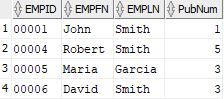 EMPID EMPFN EMPLN PubNum
1 00001 John Smith 1
2 00004 Robert Smith 5
3 00005 Maria Garcia 3
4 00006 David Smith 3